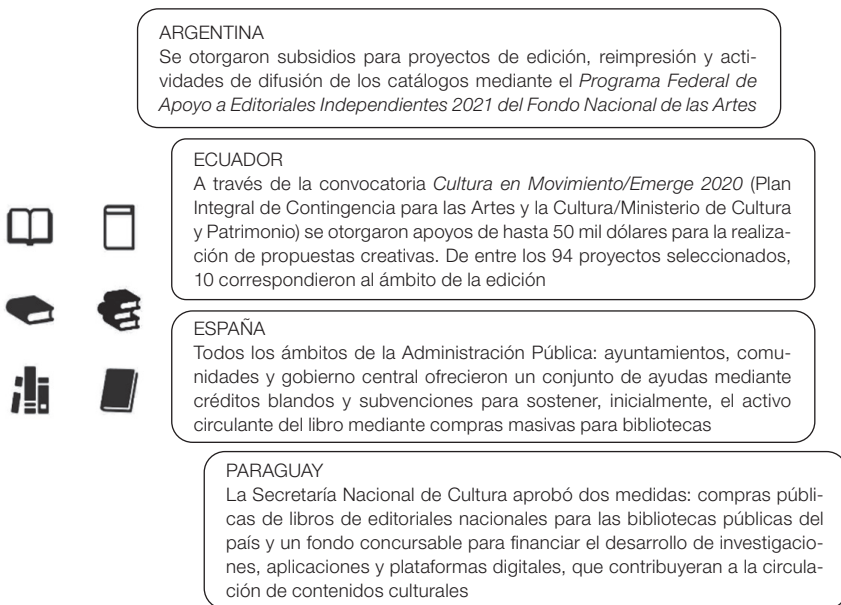 ARGENTINA
Se otorgaron subsidios para proyectos de edición, reimpresión y acti-
vidades de difusión de los catálogos mediante el Programa Federal de
Apoyo a Editoriales Independientes 2021 del Fondo Nacional de las Artes
ECUADOR
A través de la convocatoria Cultura en Movimiento/Emerge 2020 (Plan
Integral de Contingencia para las Artes y la Cultura/Ministerio de Cultura
y Patrimonio) se otorgaron apoyos de hasta 50 mil dólares para la realiza-
ción de propuestas creativas. De entre los 94 proyectos seleccionados,
10 correspondieron al ámbito de la edición
ESPAÑA
Todos los ámbitos de la Administración Pública: ayuntamientos, comu-
nidades y gobierno central ofrecieron un conjunto de ayudas mediante
créditos blandos y subvenciones para sostener, inicialmente, el activo
circulante del libro mediante compras masivas para bibliotecas
PARAGUAY
La Secretaría Nacional de Cultura aprobó dos medidas: compras públi-
cas de libros de editoriales nacionales para las bibliotecas públicas del
país y un fondo concursable para financiar el desarrollo de investigacio-
nes, aplicaciones y plataformas digitales, que contribuyeran a la circula-
ción de contenidos culturales